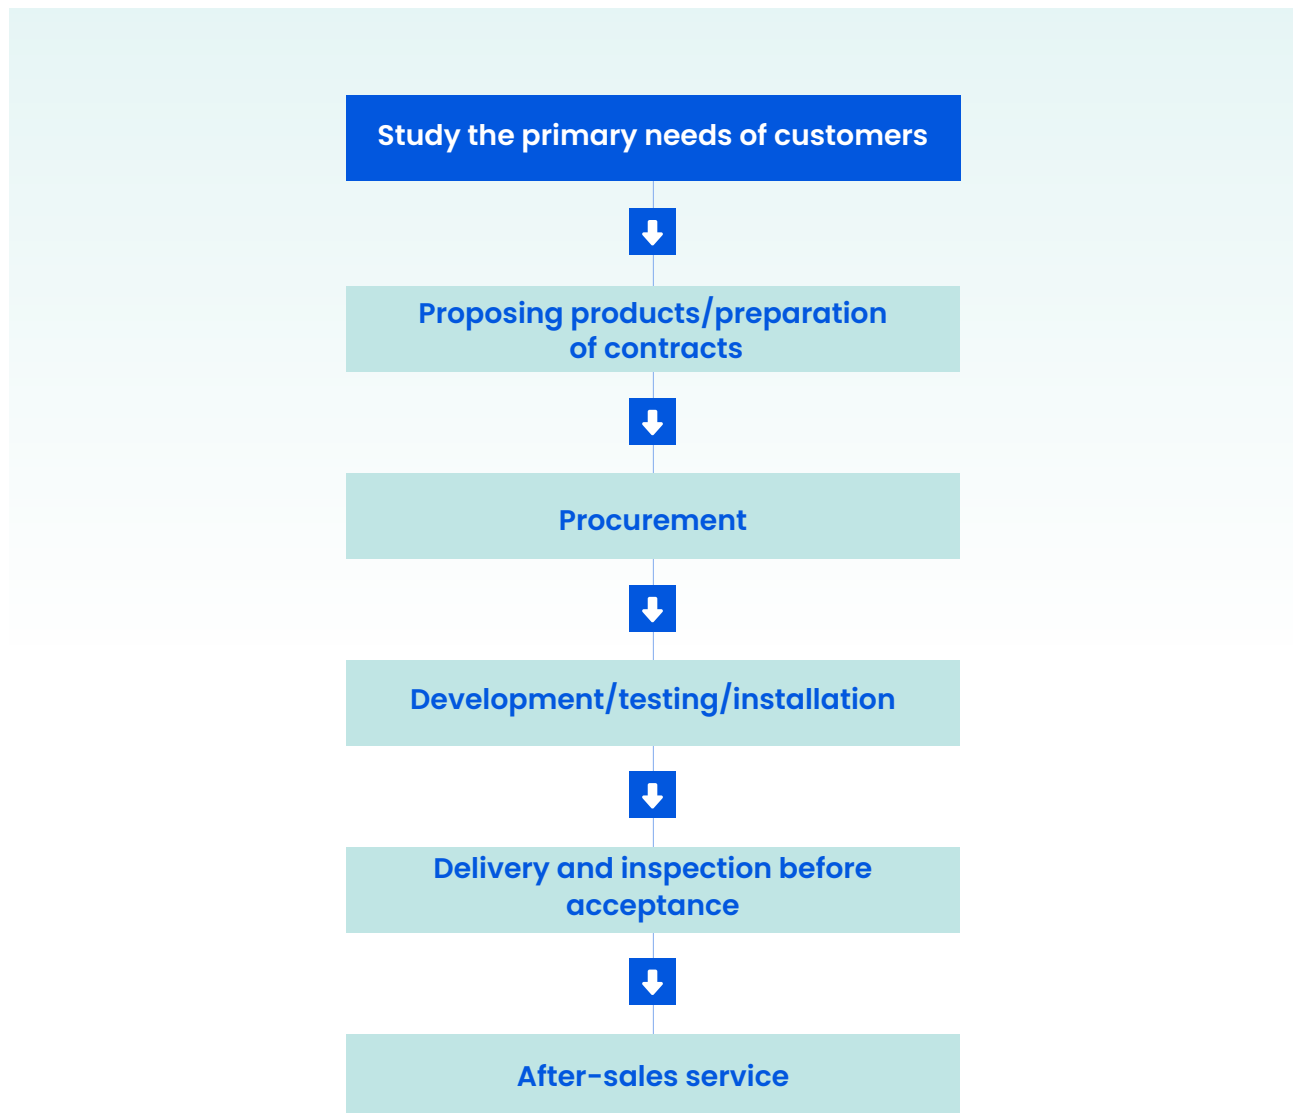 Study the primary needs of customers
Proposing products/preparation
of contracts
Procurement
Development/testing/installation
Delivery and inspection before
acceptance
After-sales service